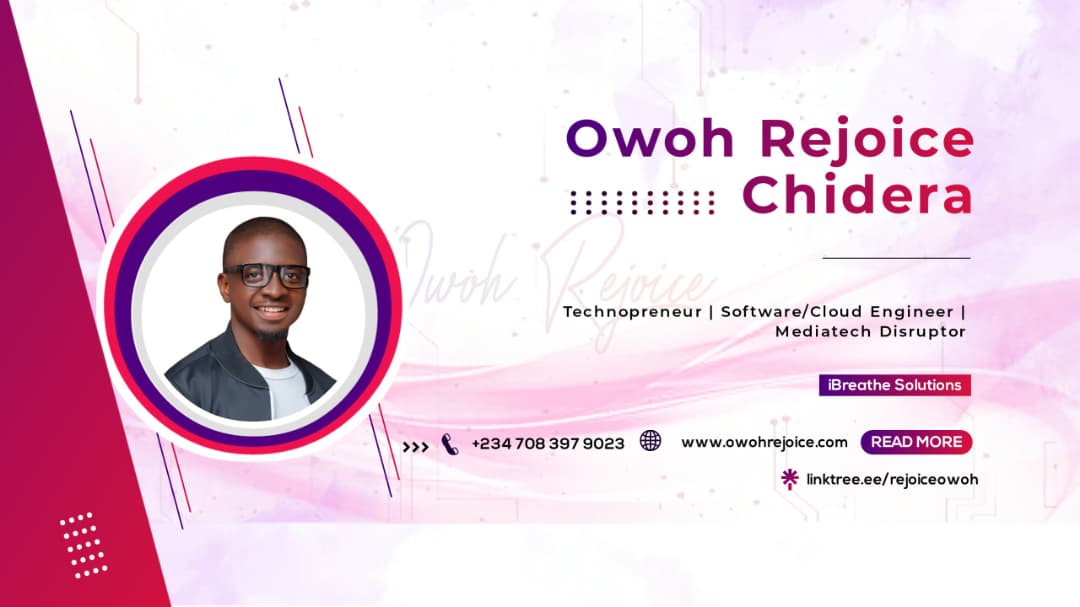 Owoh Rejoice
Chidera
Owoh Rejoice
Technopreneur | Software/Cloud Engineer |
Mediatech Disruptor
iBreathe Solutions
>>> +234 708 397 9023 www.owohrejoice.com READ MORE
linktree.ee/rejoiceowoh